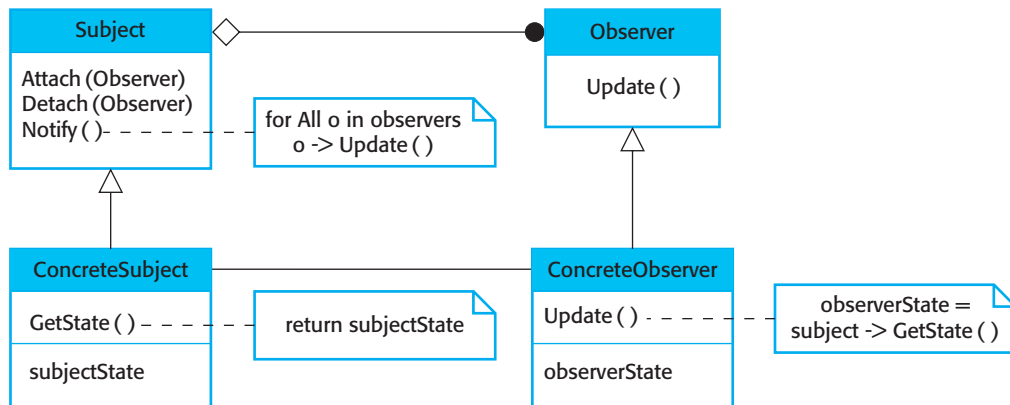 Subject
Observer
Attach (Observer)
Detach (Observer)
Notify ( )
Update ( )
for All o in observers
o -> Update ( )
ConcreteSubject
ConcreteObserver
GetState ( )
return subjectState
Update ( )
observerState =
subject -> GetState ( )
subjectState
observerState